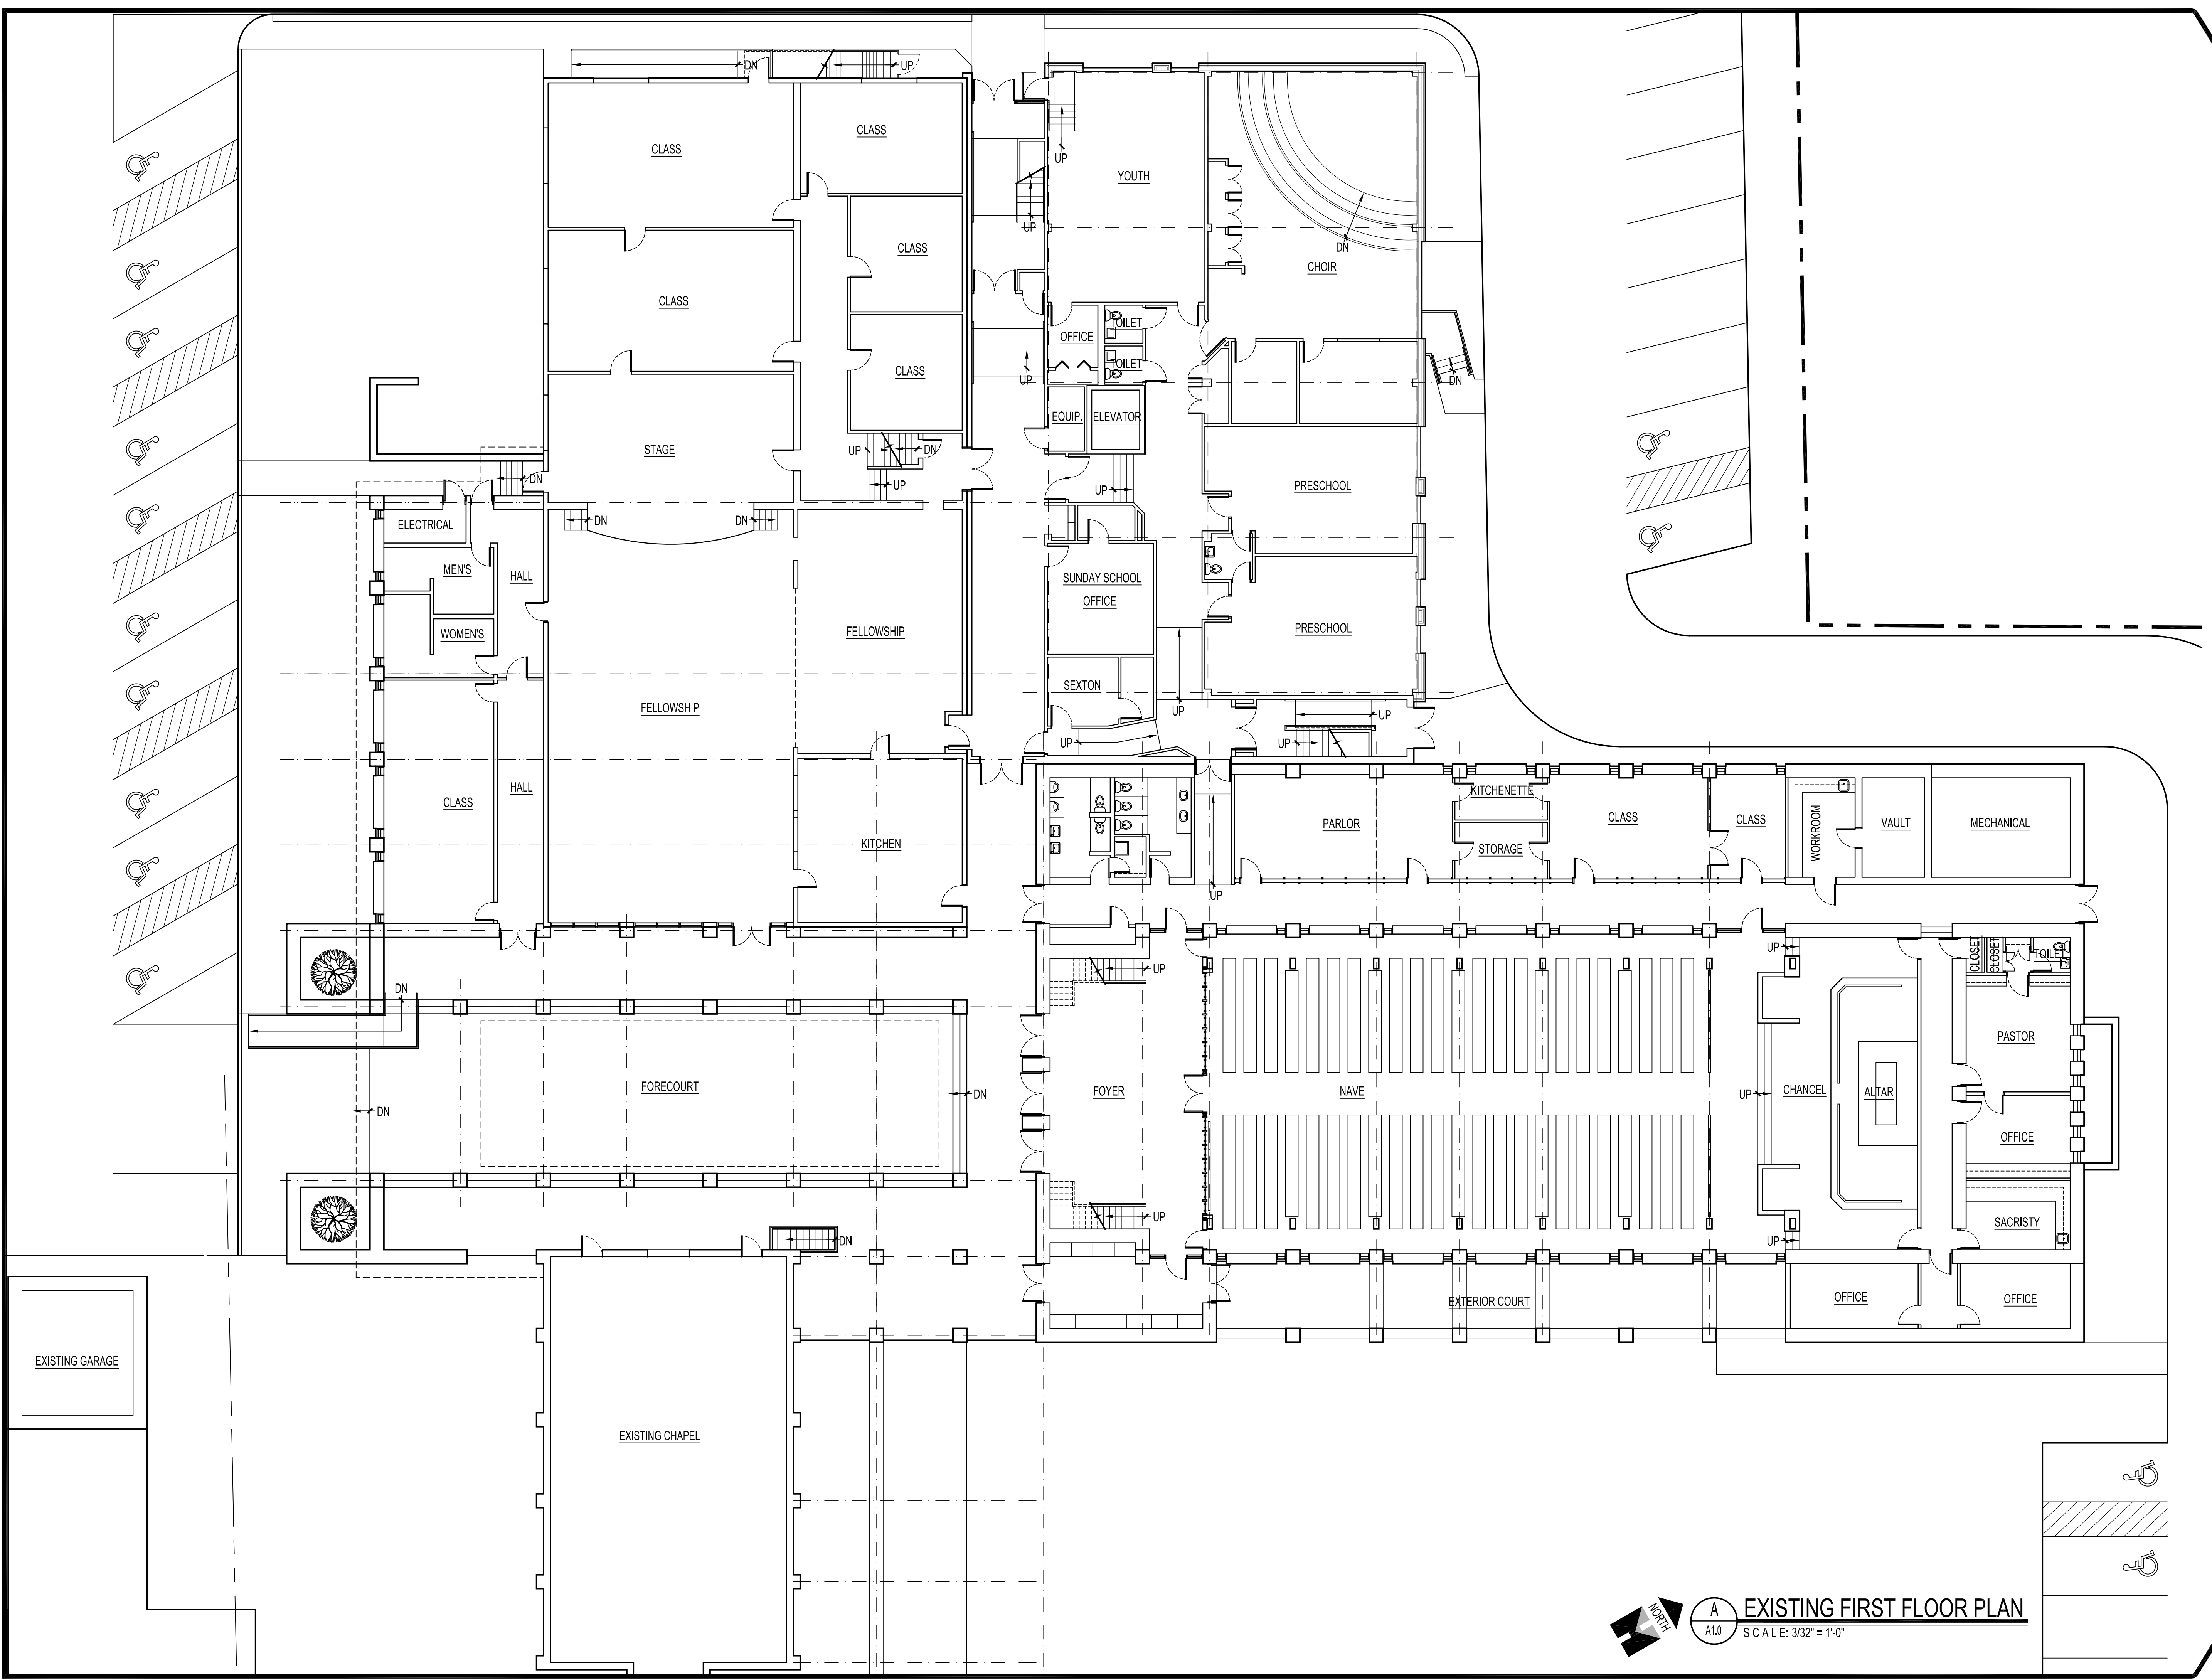 DN
UP
CLASS
CLASS
YOUTH
UP
CLASS
UP
CLASS
DN
CHOIR
CLASS
OFFICE
TOILET
TOILET
CLASS
UP
DN
EQUIP.
ELEVATOR
STAGE
UP
DN
UP
DN
UP
PRESCHOOL
ELECTRICAL
DN
DN
MEN'S
HALL
SUNDAY SCHOOL
OFFICE
WOMEN'S
FELLOWSHIP
PRESCHOOL
SEXTON
FELLOWSHIP
UP
UP
UP
UP
CLASS
HALL
KITCHEN
PARLOR
KITCHENETTE
STORAGE
CLASS
CLASS
WORKROOM
VAULT
MECHANICAL
UP
UP
UP
CLOSET
CLOSET
TOILET
DN
PASTOR
FORECOURT
DN
DN
FOYER
NAVE
UP
CHANCEL
ALTAR
OFFICE
UP
SACRISTY
DN
UP
EXTERIOR COURT
OFFICE
OFFICE
EXISTING GARAGE
EXISTING CHAPEL
NORTH
A
A1.0
EXISTING FIRST FLOOR PLAN
SCALE: 3/32" = 1'-0"